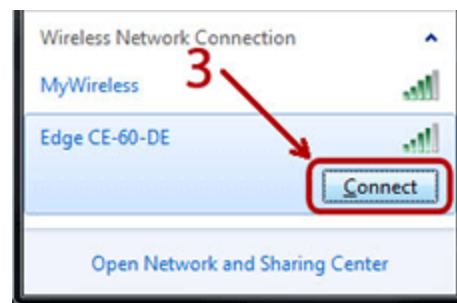 Wireless Network Connection
3
MyWireless
Edge CE-60-DE
Connect
Open Network and Sharing Center